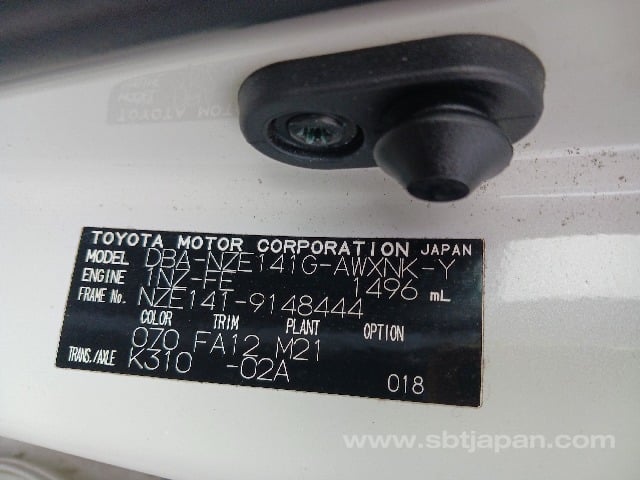 TOYOTA MOTOR CORPORATION JAPAN
MODEL DBA-NZE141G-AWXNK-Y
ENGINE 1NZ-FE 1496 mL
FRAME No. NZE141-9148444
COLOR TRIM PLANT OPTION
070 FA12 M21
TRANS./AXLE K310 -02A
018
www.sbtjapan.com